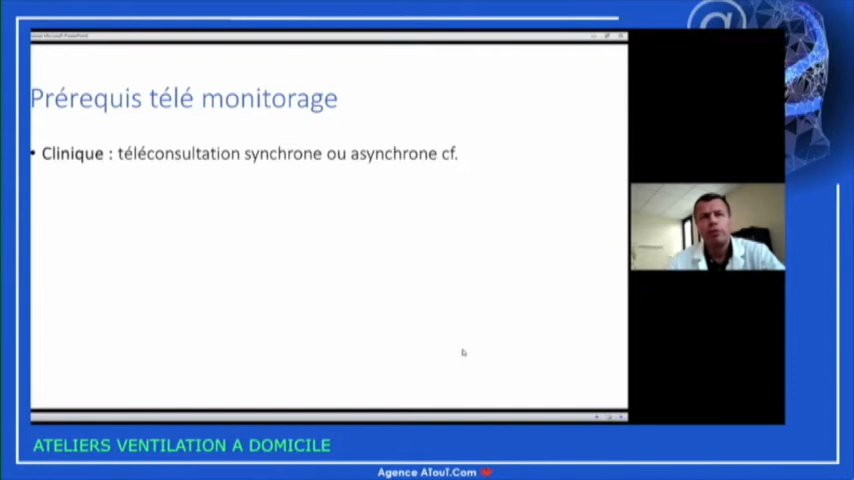 Prérequis télé monitorage
• Clinique : téléconsultation synchrone ou asynchrone cf.
ATELIERS VENTILATION A DOMICILE
Agence ATouT.Com